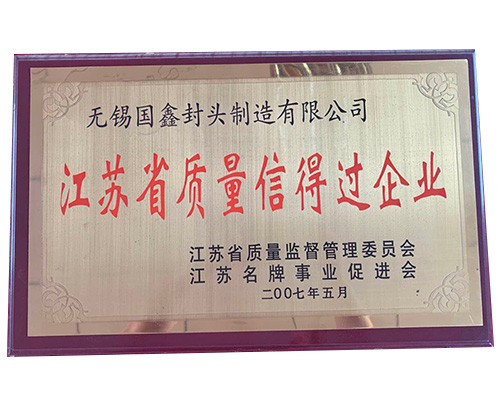 无锡国鑫封头制造有限公司
江苏省质量信得过企业
江苏省质量监督管理委员会
江苏名牌事业促进会
二00七年五月